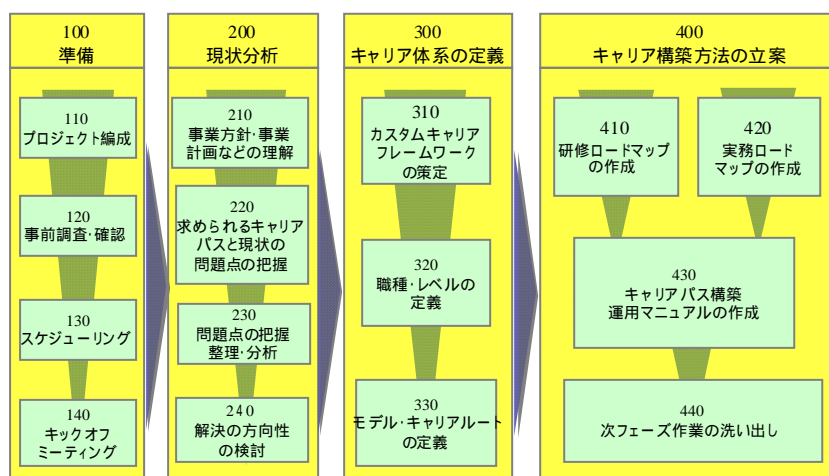 100
準備
110
プロジェクト編成
120
事前調査・確認
130
スケジューリング
140
キックオフ
ミーティング
200
現状分析
210
事業方針・事業
計画などの理解
220
求められるキャリア
パスと現状の
問題点の把握
230
問題点の把握
整理・分析
240
解決の方向性
の検討
300
キャリア体系の定義
310
カスタムキャリア
フレームワーク
の策定
320
職種・レベルの
定義
330
モデル・キャリアルート
の定義
400
キャリア構築方法の立案
410
研修ロードマップ
の作成
420
実務ロード
マップの作成
430
キャリアパス構築
運用マニュアルの作成
440
次フェーズ作業の洗い出し